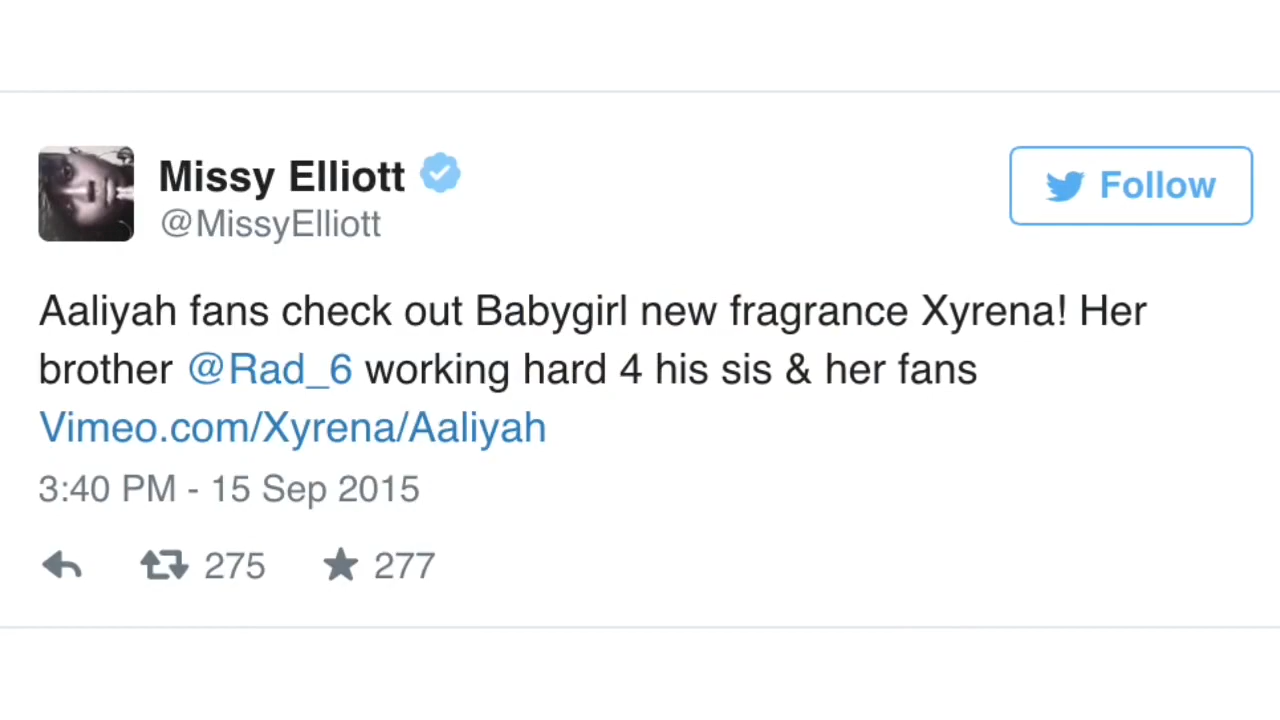 Missy Elliott
@MissyElliott
Follow
Aaliyah fans check out Babygirl new fragrance Xyrena! Her
brother @Rad_6 working hard 4 his sis & her fans
Vimeo.com/Xyrena/Aaliyah
3:40 PM - 15 Sep 2015
275 277